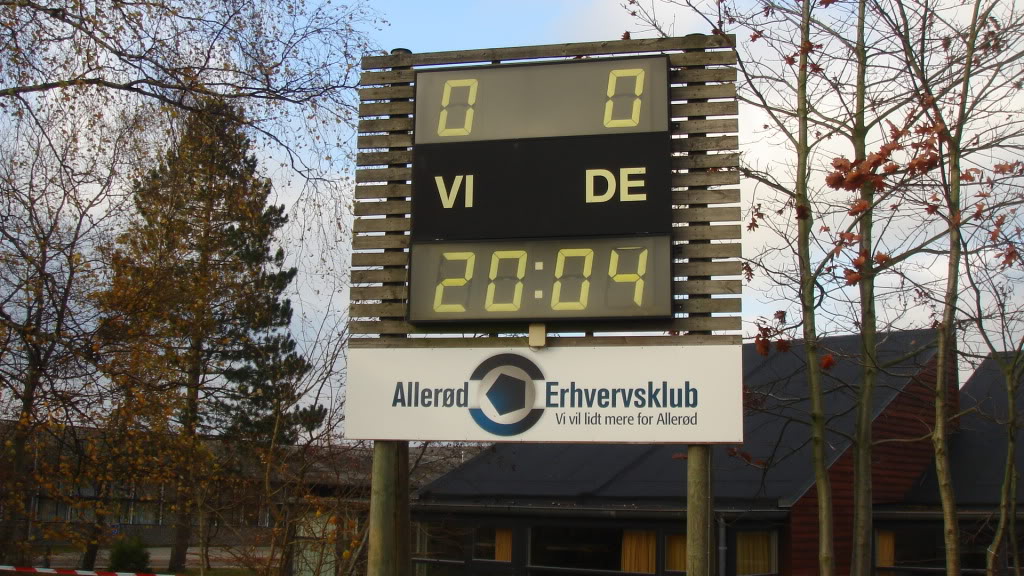 0 0
VI DE
20:04
Allerød Erhvervsklub
Vi vil lidt mere for Allerød